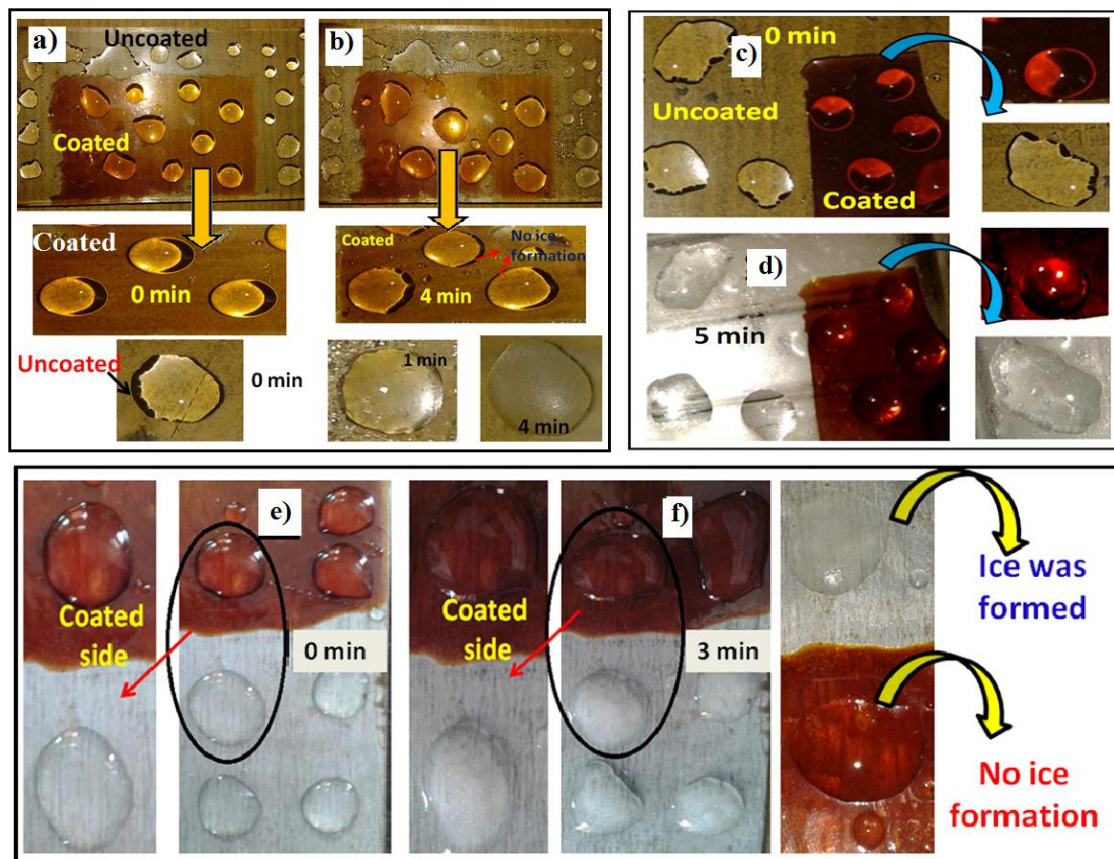 a)
Uncoated
Coated
b)
Coated
0 min
Coated
No ice
formation
4 min
Uncoated
0 min
1 min
4 min
c)
0 min
Uncoated
Coated
d)
5 min
e)
Coated
side
0 min
f)
Coated
side
3 min
Ice was
formed
No ice
formation